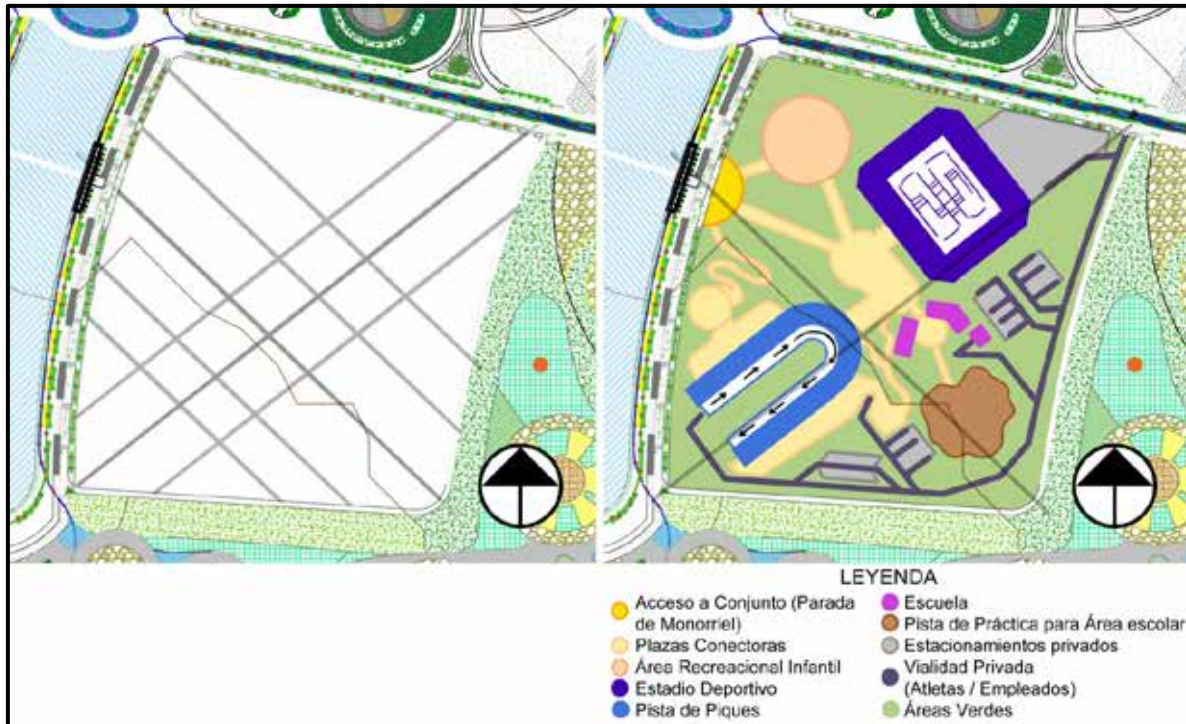 LEYENDA
Acceso a Conjunto (Parada
de Monorriel)
Plazas Conectoras
Área Recreacional Infantil
Estadio Deportivo
Pista de Piques
Escuela
Pista de Práctica para Área escolar
Estacionamientos privados
Vialidad Privada
(Atletas / Empleados)
Áreas Verdes